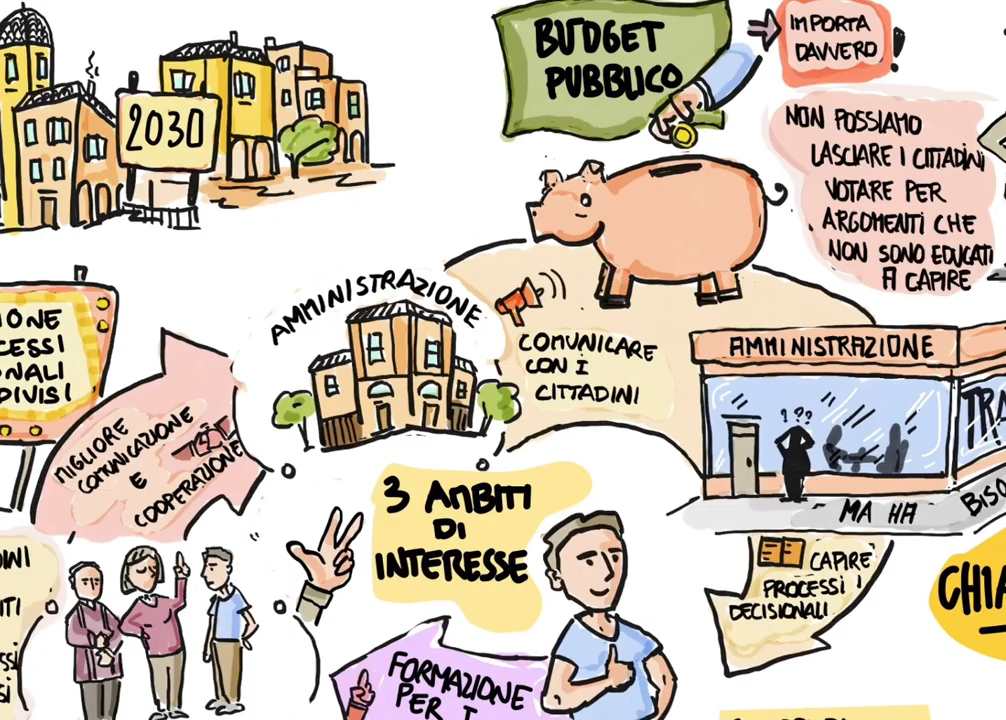 2030
BUDGET
PUBBLICO
IMPORTA
DAVVERO!
NON POSSIAMO
LASCIARE I CITTADINI
VOTARE PER
ARGOMENTI CHE
NON SONO EDUCATI
A CAPIRE
AMMINISTRAZIONE
COMUNICARE
CON I
CITTADINI
AMMINISTRAZIONE
???
MA HA
MIGLIORE
COMUNICAZIONE
E
COOPERAZIONE
3 AMBITI
DI
INTERESSE
CAPIRE
PROCESSI
DECISIONALI
FORMAZIONE
PER I